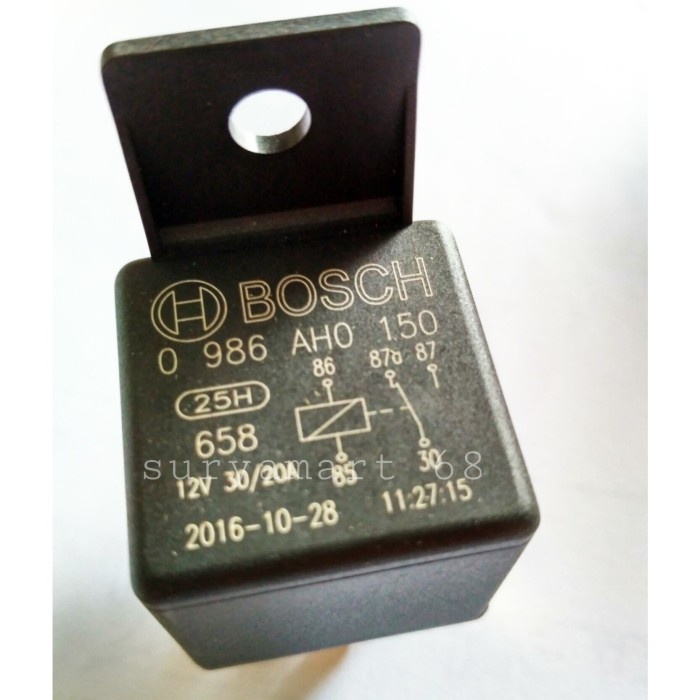 BOSCH
0 986 AH0 150
86 87a 87
25H
658
suryomart 68
12V 30/20A 85 30
2016-10-28 11:27:15